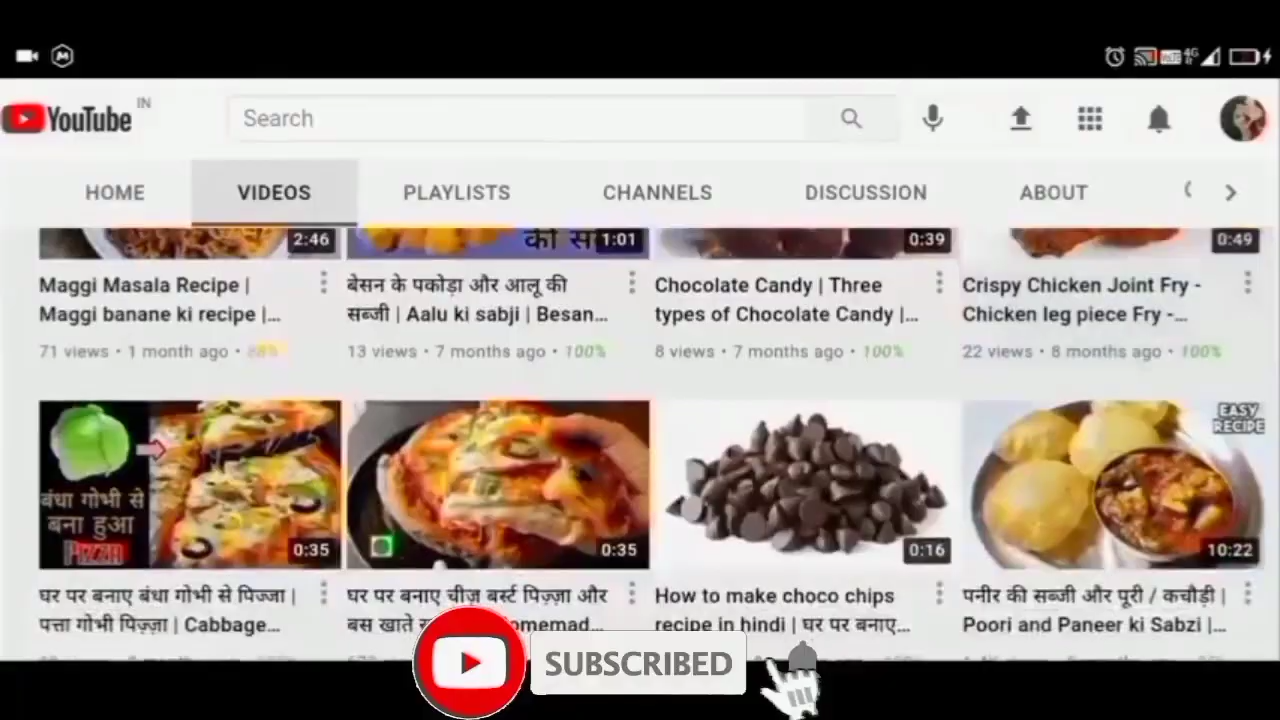 4G
YouTube IN
Search
HOME VIDEOS PLAYLISTS CHANNELS DISCUSSION ABOUT
2:46
1:01
0:39
0:49
Maggi Masala Recipe |
Maggi banane ki recipe |...
71 views • 1 month ago • 88%
बेसन के पकोड़ा और आलू की
सब्जी | Aalu ki sabji | Besan...
13 views • 7 months ago • 100%
Chocolate Candy | Three
types of Chocolate Candy |...
8 views • 7 months ago • 100%
Crispy Chicken Joint Fry -
Chicken leg piece Fry -...
22 views • 8 months ago • 100%
बंधा गोभी से
बना हुआ
PIZZA
0:35
0:35
0:16
EASY
RECIPE
10:22
घर पर बनाए बंधा गोभी से पिज्जा |
पत्ता गोभी पिज़्ज़ा | Cabbage...
घर पर बनाए चीज़ बर्स्ट पिज़्ज़ा और
बस खाते
How to make choco chips
recipe in hindi | घर पर बनाए...
पनीर की सब्जी और पूरी / कचौड़ी |
Poori and Paneer ki Sabzi |...
SUBSCRIBED